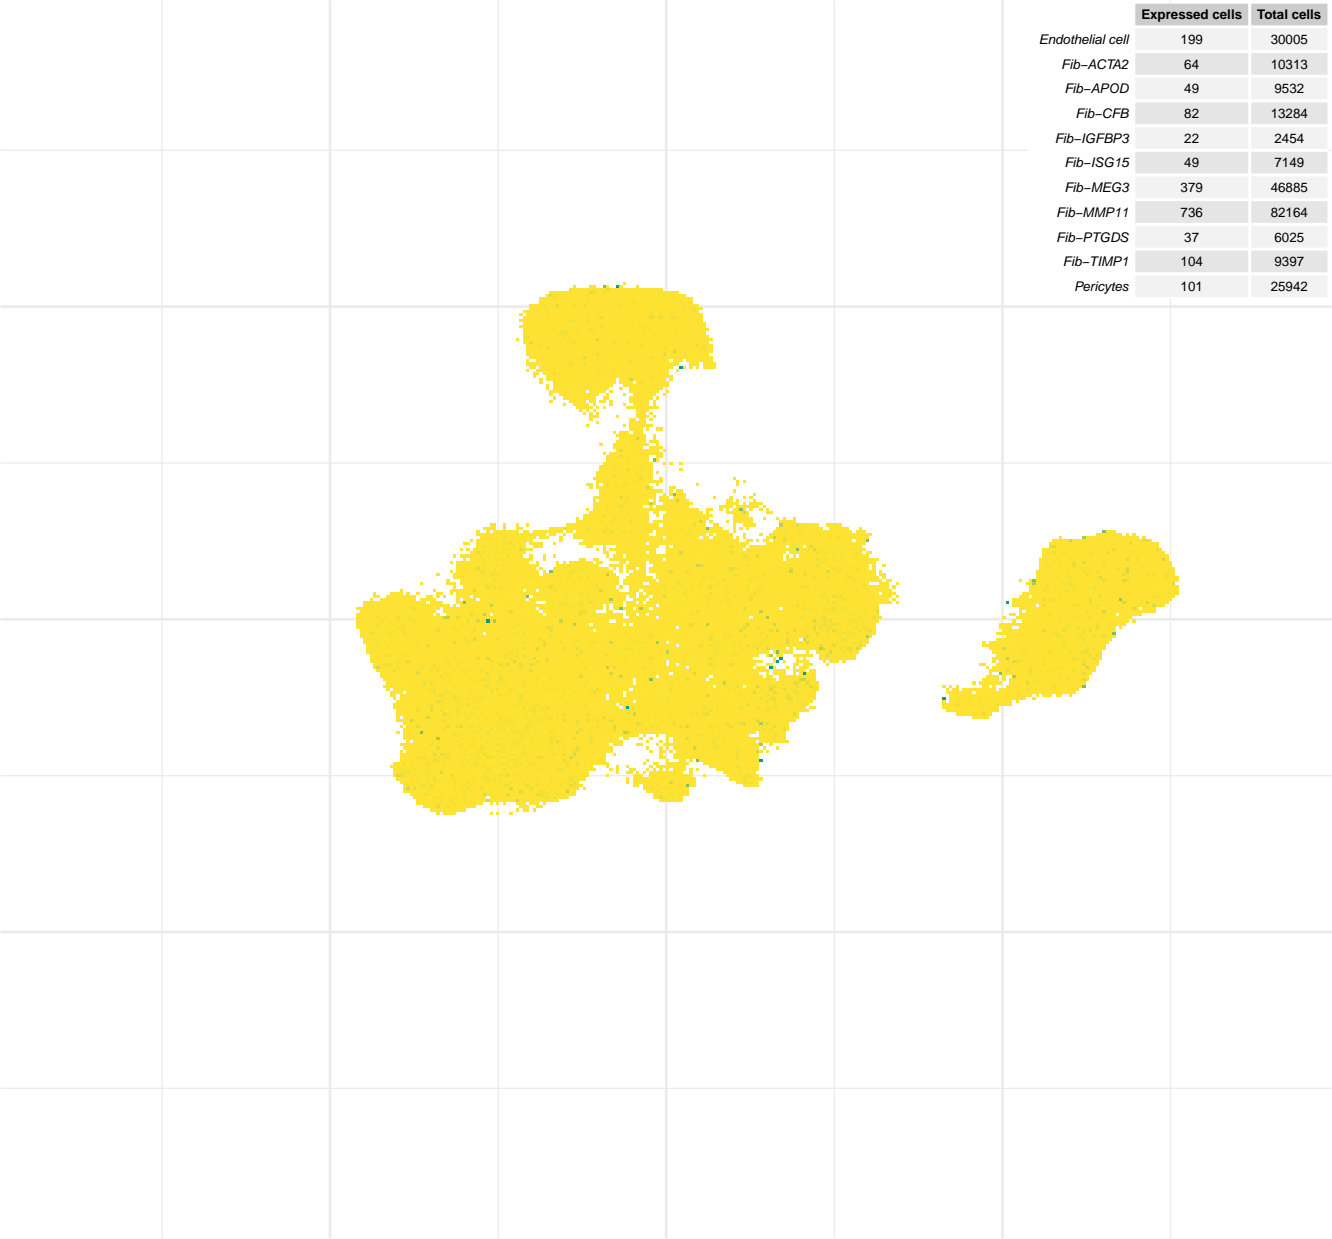 Expressed cells Total cells
Endothelial cell 199 30005
Fib−ACTA2 64 10313
Fib−APOD 49 9532
Fib−CFB 82 13284
Fib−IGFBP3 22 2454
Fib−ISG15 49 7149
Fib−MEG3 379 46885
Fib−MMP11 736 82164
Fib−PTGDS 37 6025
Fib−TIMP1 104 9397
Pericytes 101 25942